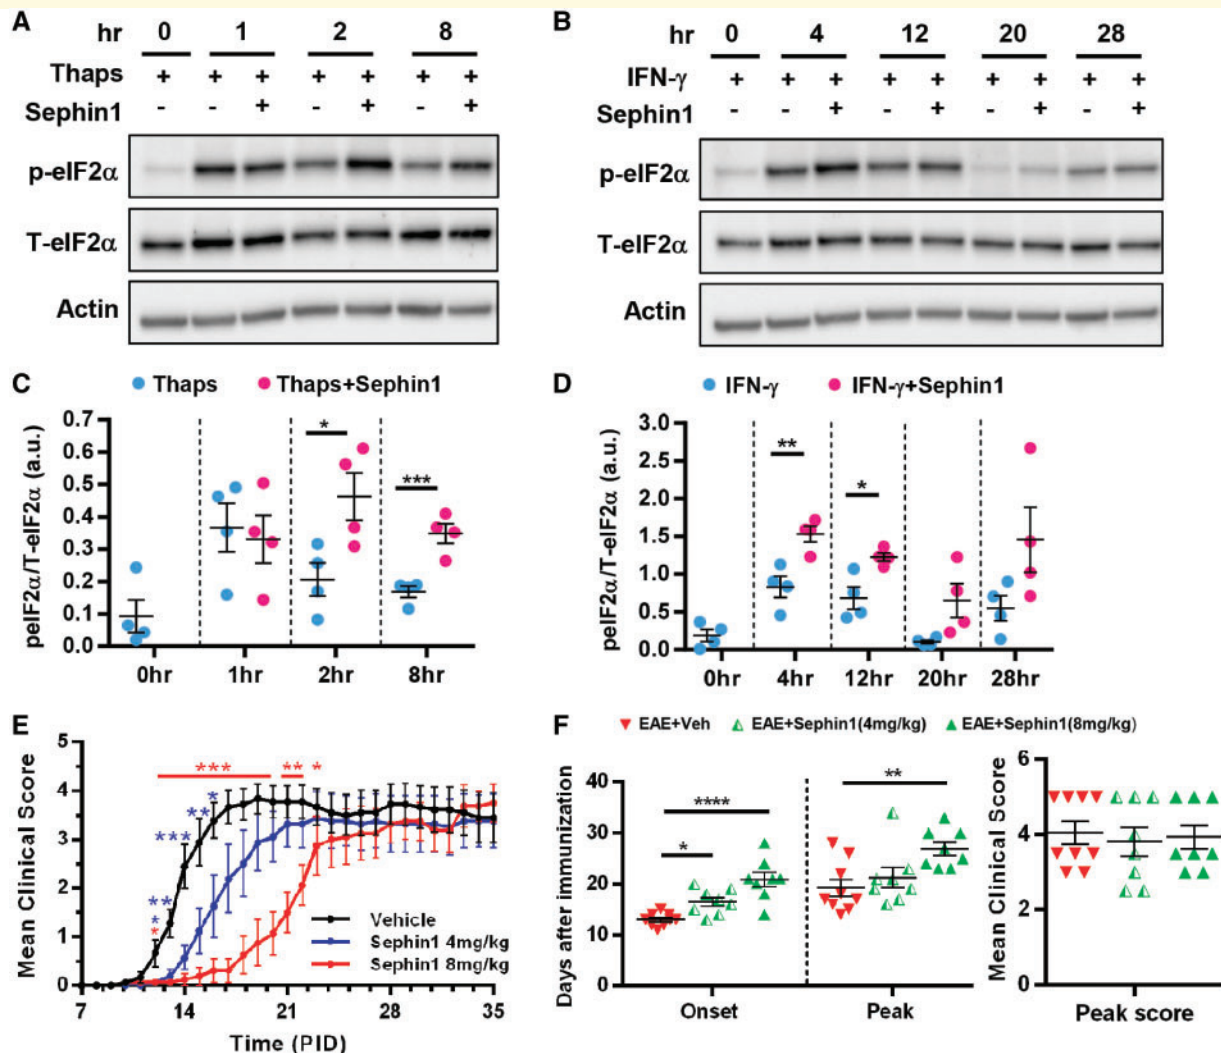 A
hr 0 1 2 8
Thaps + + + + + + +
Sephin1 - - + - + - +
p-eIF2α
T-eIF2α
Actin
B
hr 0 4 12 20 28
IFN-γ + + + + + + + + +
Sephin1 - - + - + - + - +
p-eIF2α
T-eIF2α
Actin
C
Thaps Thaps+Sephin1
peIF2α/T-eIF2α (a.u.)
0.7
0.6
0.5
0.4
0.3
0.2
0.1
0.0
* ***
0hr 1hr 2hr 8hr
D
IFN-γ IFN-γ+Sephin1
peIF2α/T-eIF2α (a.u.)
3.0
2.5
2.0
1.5
1.0
0.5
0.0
** *
0hr 4hr 12hr 20hr 28hr
E
Mean Clinical Score
5
4
3
2
1
0
*** ** *
*
**
***
**
*
*
Vehicle
Sephin1 4mg/kg
Sephin1 8mg/kg
7 14 21 28 35
Time (PID)
F
EAE+Veh EAE+Sephin1(4mg/kg) EAE+Sephin1(8mg/kg)
Days after immunization
40
30
20
10
0
**** **
*
Onset Peak
Mean Clinical Score
6
4
2
0
Peak score